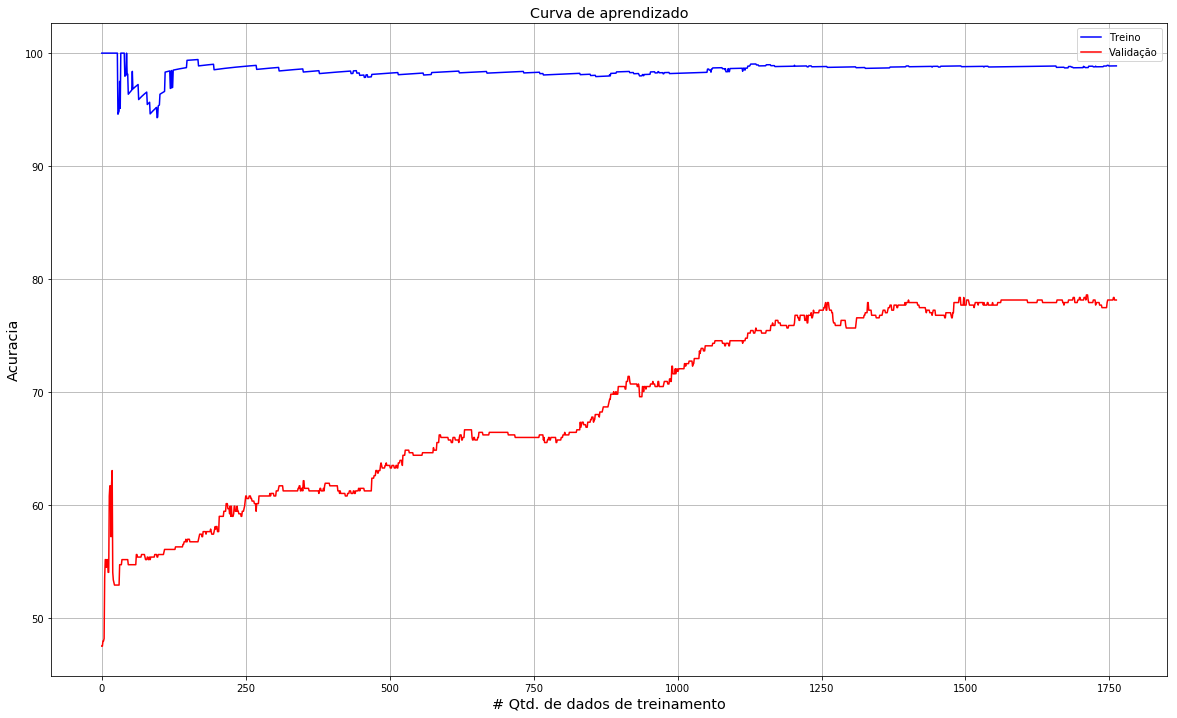 Curva de aprendizado
Treino
Validação
Acuracia
100
90
80
70
60
50
0 250 500 750 1000 1250 1500 1750
# Qtd. de dados de treinamento